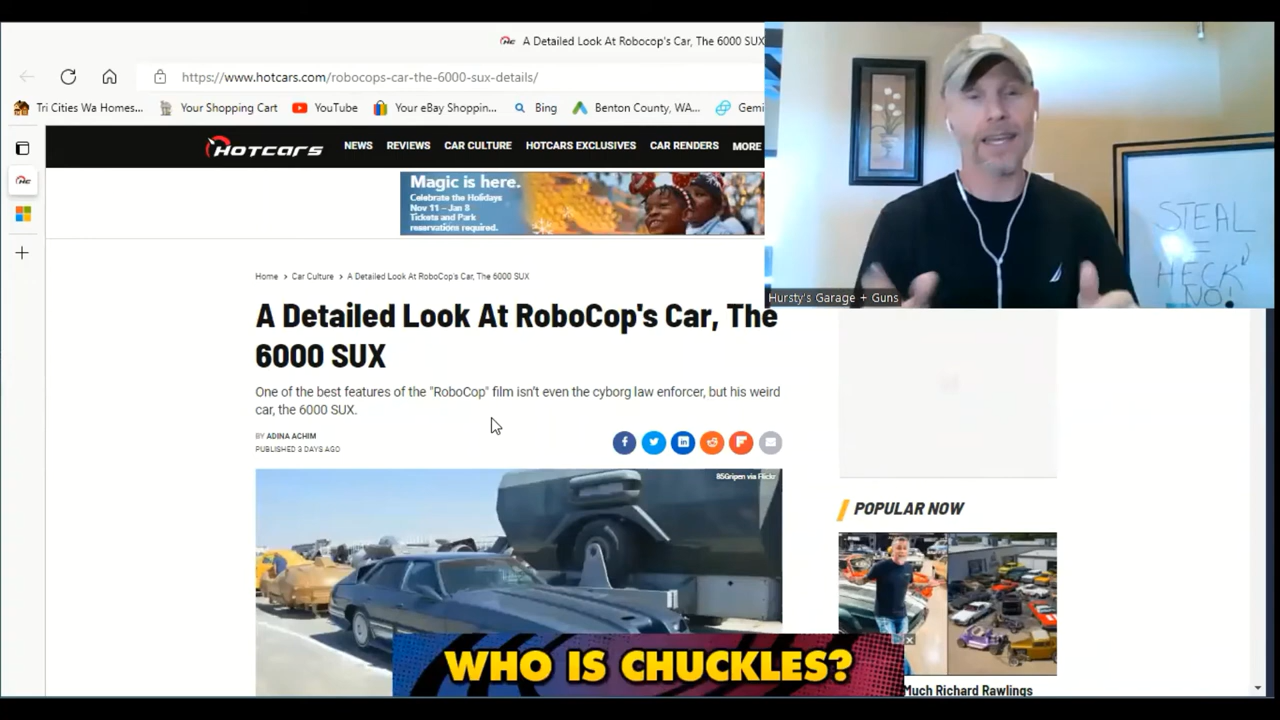 A Detailed Look At Robocop's Car, The 6000 SUX
https://www.hotcars.com/robocops-car-the-6000-sux-details/
Tri Cities Wa Homes...
Your Shopping Cart
YouTube
Your eBay Shoppin...
Bing
Benton County, WA...
Gemi
HC
HOTCARS
NEWS
REVIEWS
CAR CULTURE
HOTCARS EXCLUSIVES
CAR RENDERS
MORE
Magic is here.
Celebrate the Holidays
Nov 11 – Jan 8
Tickets and Park
reservations required.
STEAL
=
HECK
NO!
Hursty's Garage + Guns
Home > Car Culture > A Detailed Look At RoboCop's Car, The 6000 SUX
A Detailed Look At RoboCop's Car, The
6000 SUX
One of the best features of the "RoboCop" film isn't even the cyborg law enforcer, but his weird
car, the 6000 SUX.
BY ADINA ACHIM
PUBLISHED 3 DAYS AGO
85Gripen via Flickr
POPULAR NOW
WHO IS CHUCKLES?
Much Richard Rawlings